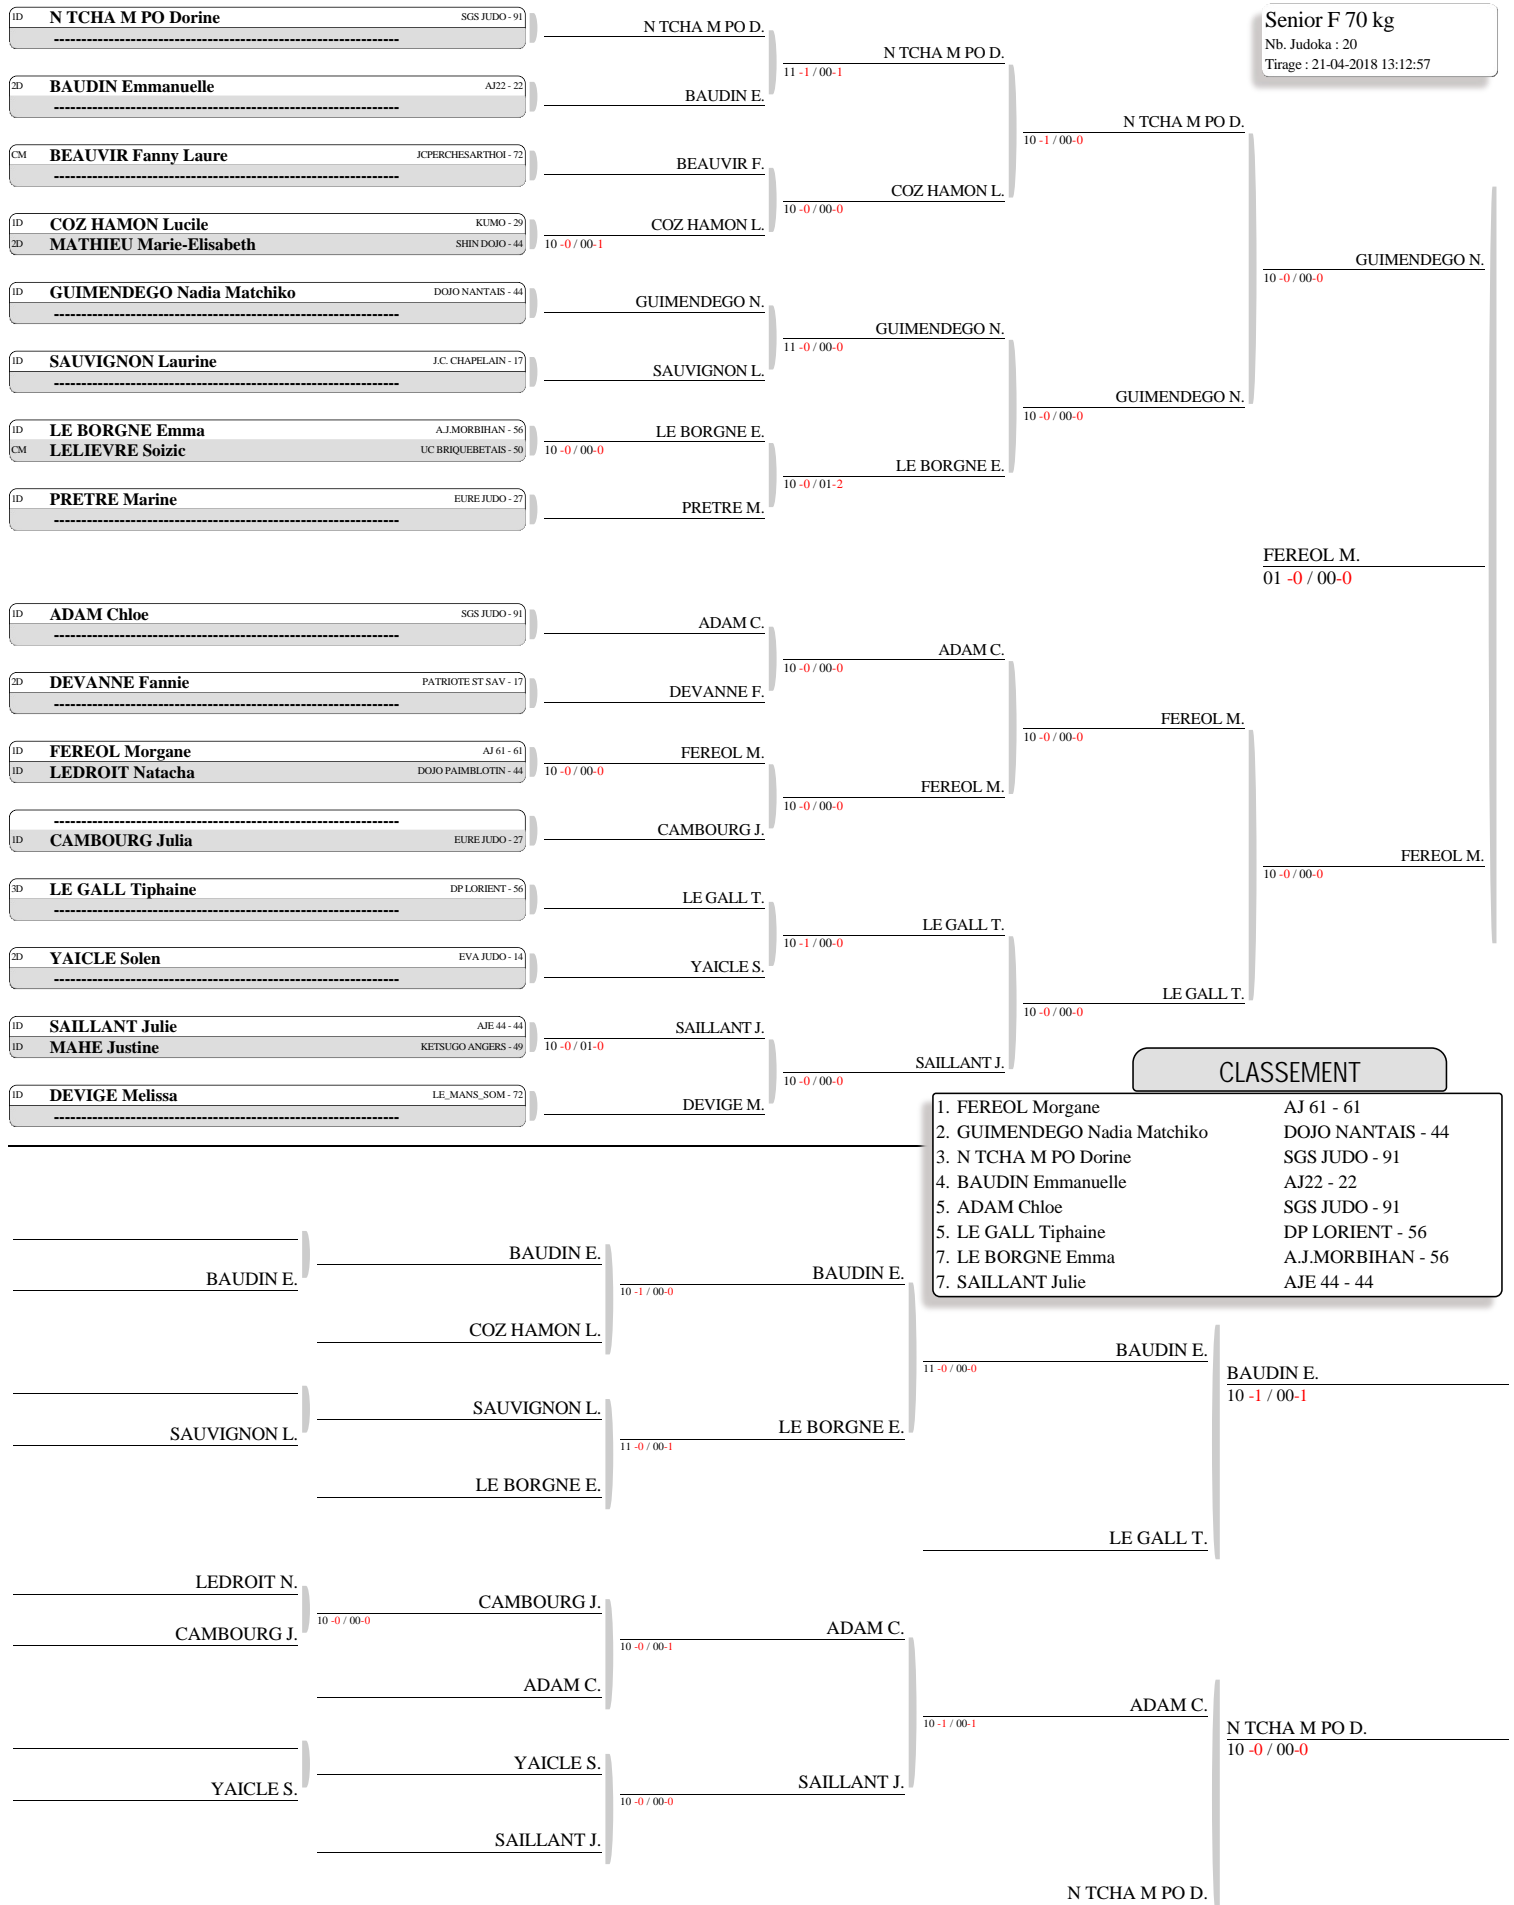 Senior F 70 kg
Nb. Judoka : 20
Tirage : 21-04-2018 13:12:57
1D N TCHA M PO Dorine SGS JUDO - 91
------------------------------------------------------------
2D BAUDIN Emmanuelle AJ22 - 22
------------------------------------------------------------
CM BEAUVIR Fanny Laure JCPERCHESARTHOI - 72
------------------------------------------------------------
1D COZ HAMON Lucile KUMO - 29
2D MATHIEU Marie-Elisabeth SHIN DOJO - 44
1D GUIMENDEGO Nadia Matchiko DOJO NANTAIS - 44
------------------------------------------------------------
1D SAUVIGNON Laurine J.C. CHAPELAIN - 17
------------------------------------------------------------
1D LE BORGNE Emma A.J.MORBIHAN - 56
CM LELIEVRE Soizic UC BRIQUEBETAIS - 50
1D PRETRE Marine EURE JUDO - 27
------------------------------------------------------------
1D ADAM Chloe SGS JUDO - 91
------------------------------------------------------------
2D DEVANNE Fannie PATRIOTE ST SAV - 17
------------------------------------------------------------
1D FEREOL Morgane AJ 61 - 61
1D LEDROIT Natacha DOJO PAIMBLOTIN - 44
------------------------------------------------------------
1D CAMBOURG Julia EURE JUDO - 27
3D LE GALL Tiphaine DP LORIENT - 56
------------------------------------------------------------
2D YAICLE Solen EVA JUDO - 14
------------------------------------------------------------
1D SAILLANT Julie AJE 44 - 44
1D MAHE Justine KETSUGO ANGERS - 49
1D DEVIGE Melissa LE_MANS_SOM - 72
------------------------------------------------------------
N TCHA M PO D.
BAUDIN E.
BEAUVIR F.
COZ HAMON L.
10 -0 / 00-1
GUIMENDEGO N.
SAUVIGNON L.
LE BORGNE E.
10 -0 / 00-0
PRETRE M.
ADAM C.
DEVANNE F.
FEREOL M.
10 -0 / 00-0
CAMBOURG J.
LE GALL T.
YAICLE S.
SAILLANT J.
10 -0 / 01-0
DEVIGE M.
N TCHA M PO D.
11 -1 / 00-1
COZ HAMON L.
10 -0 / 00-0
GUIMENDEGO N.
11 -0 / 00-0
LE BORGNE E.
10 -0 / 01-2
ADAM C.
10 -0 / 00-0
FEREOL M.
10 -0 / 00-0
LE GALL T.
10 -1 / 00-0
SAILLANT J.
10 -0 / 00-0
N TCHA M PO D.
10 -1 / 00-0
GUIMENDEGO N.
10 -0 / 00-0
FEREOL M.
10 -0 / 00-0
LE GALL T.
10 -0 / 00-0
GUIMENDEGO N.
10 -0 / 00-0
FEREOL M.
10 -0 / 00-0
FEREOL M.
01 -0 / 00-0
CLASSEMENT
1. FEREOL Morgane AJ 61 - 61
2. GUIMENDEGO Nadia Matchiko DOJO NANTAIS - 44
3. N TCHA M PO Dorine SGS JUDO - 91
4. BAUDIN Emmanuelle AJ22 - 22
5. ADAM Chloe SGS JUDO - 91
5. LE GALL Tiphaine DP LORIENT - 56
7. LE BORGNE Emma A.J.MORBIHAN - 56
7. SAILLANT Julie AJE 44 - 44
BAUDIN E.
SAUVIGNON L.
LEDROIT N.
CAMBOURG J.
YAICLE S.
BAUDIN E.
COZ HAMON L.
SAUVIGNON L.
LE BORGNE E.
CAMBOURG J.
10 -0 / 00-0
ADAM C.
YAICLE S.
SAILLANT J.
BAUDIN E.
10 -1 / 00-0
LE BORGNE E.
11 -0 / 00-1
ADAM C.
10 -0 / 00-1
SAILLANT J.
10 -0 / 00-0
BAUDIN E.
11 -0 / 00-0
LE GALL T.
ADAM C.
10 -1 / 00-1
N TCHA M PO D.
BAUDIN E.
10 -1 / 00-1
N TCHA M PO D.
10 -0 / 00-0